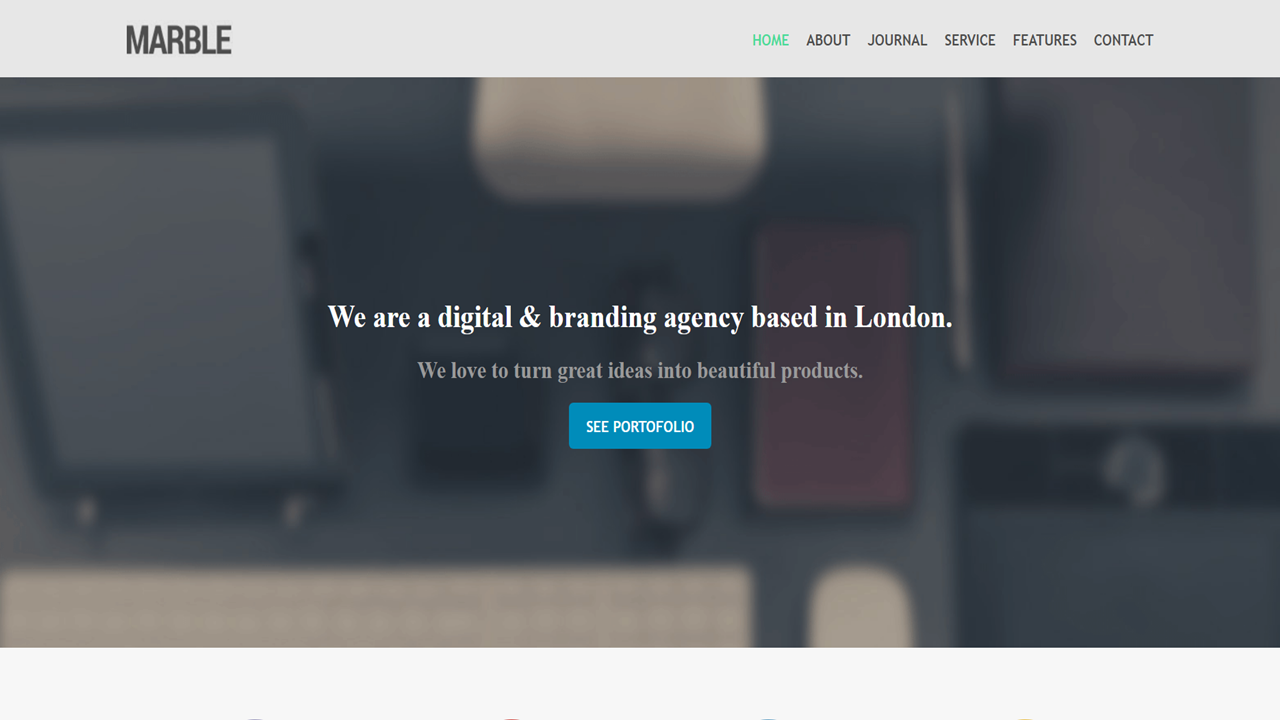 MARBLE
HOME ABOUT JOURNAL SERVICE FEATURES CONTACT
We are a digital & branding agency based in London.
We love to turn great ideas into beautiful products.
SEE PORTOFOLIO